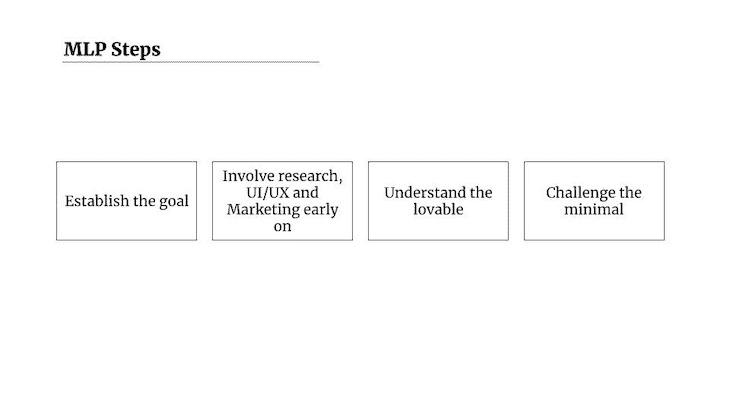 MLP Steps
Establish the goal
Involve research,
UI/UX and
Marketing early
on
Understand the
lovable
Challenge the
minimal